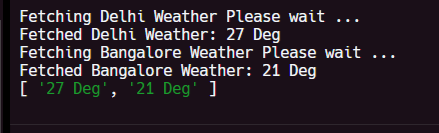 Fetching Delhi Weather Please wait ...
Fetched Delhi Weather: 27 Deg
Fetching Bangalore Weather Please wait ...
Fetched Bangalore Weather: 21 Deg
[ '27 Deg', '21 Deg' ]